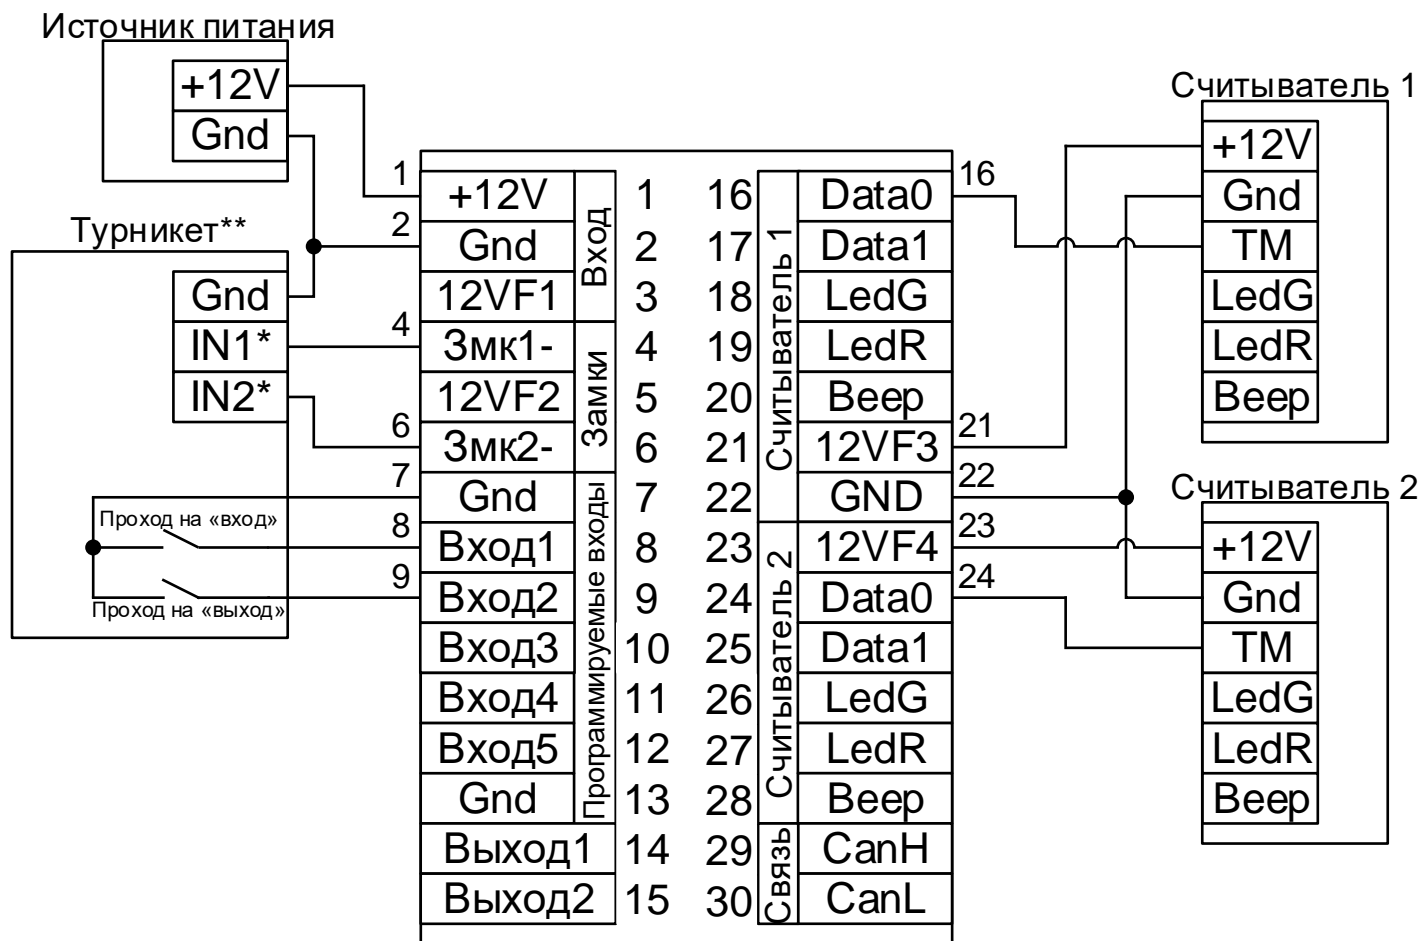 Источник питания
+12V
Gnd
Турникет**
Gnd
IN1*
IN2*
Проход на «вход»
Проход на «выход»
1
2
4
6
7
8
9
+12V 1
Gnd 2
12VF1 3
Вход
Змк1- 4
12VF2 5
Змк2- 6
Замки
Gnd 7
Вход1 8
Вход2 9
Вход3 10
Вход4 11
Вход5 12
Gnd 13
Программируемые входы
Выход1 14
Выход2 15
16 Data0
17 Data1
18 LedG
19 LedR
20 Beep
21 12VF3
22 GND
Считыватель 1
23 12VF4
24 Data0
25 Data1
26 LedG
27 LedR
28 Beep
Считыватель 2
29 CanH
30 CanL
Связь
16
21
22
23
24
Считыватель 1
+12V
Gnd
TM
LedG
LedR
Beep
Считыватель 2
+12V
Gnd
TM
LedG
LedR
Beep